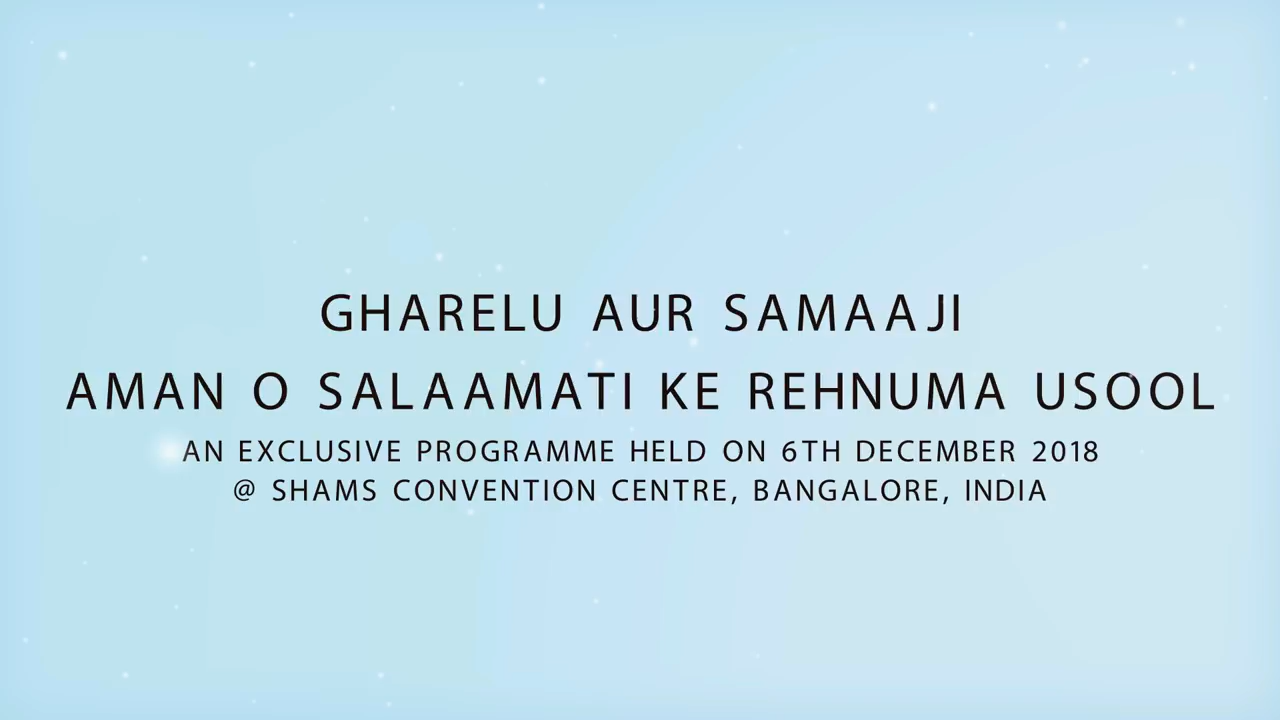 GHARELU AUR SAMAAJI
AMAN O SALAAMATI KE REHNUMA USOOL
AN EXCLUSIVE PROGRAMME HELD ON 6TH DECEMBER 2018
@ SHAMS CONVENTION CENTRE, BANGALORE, INDIA